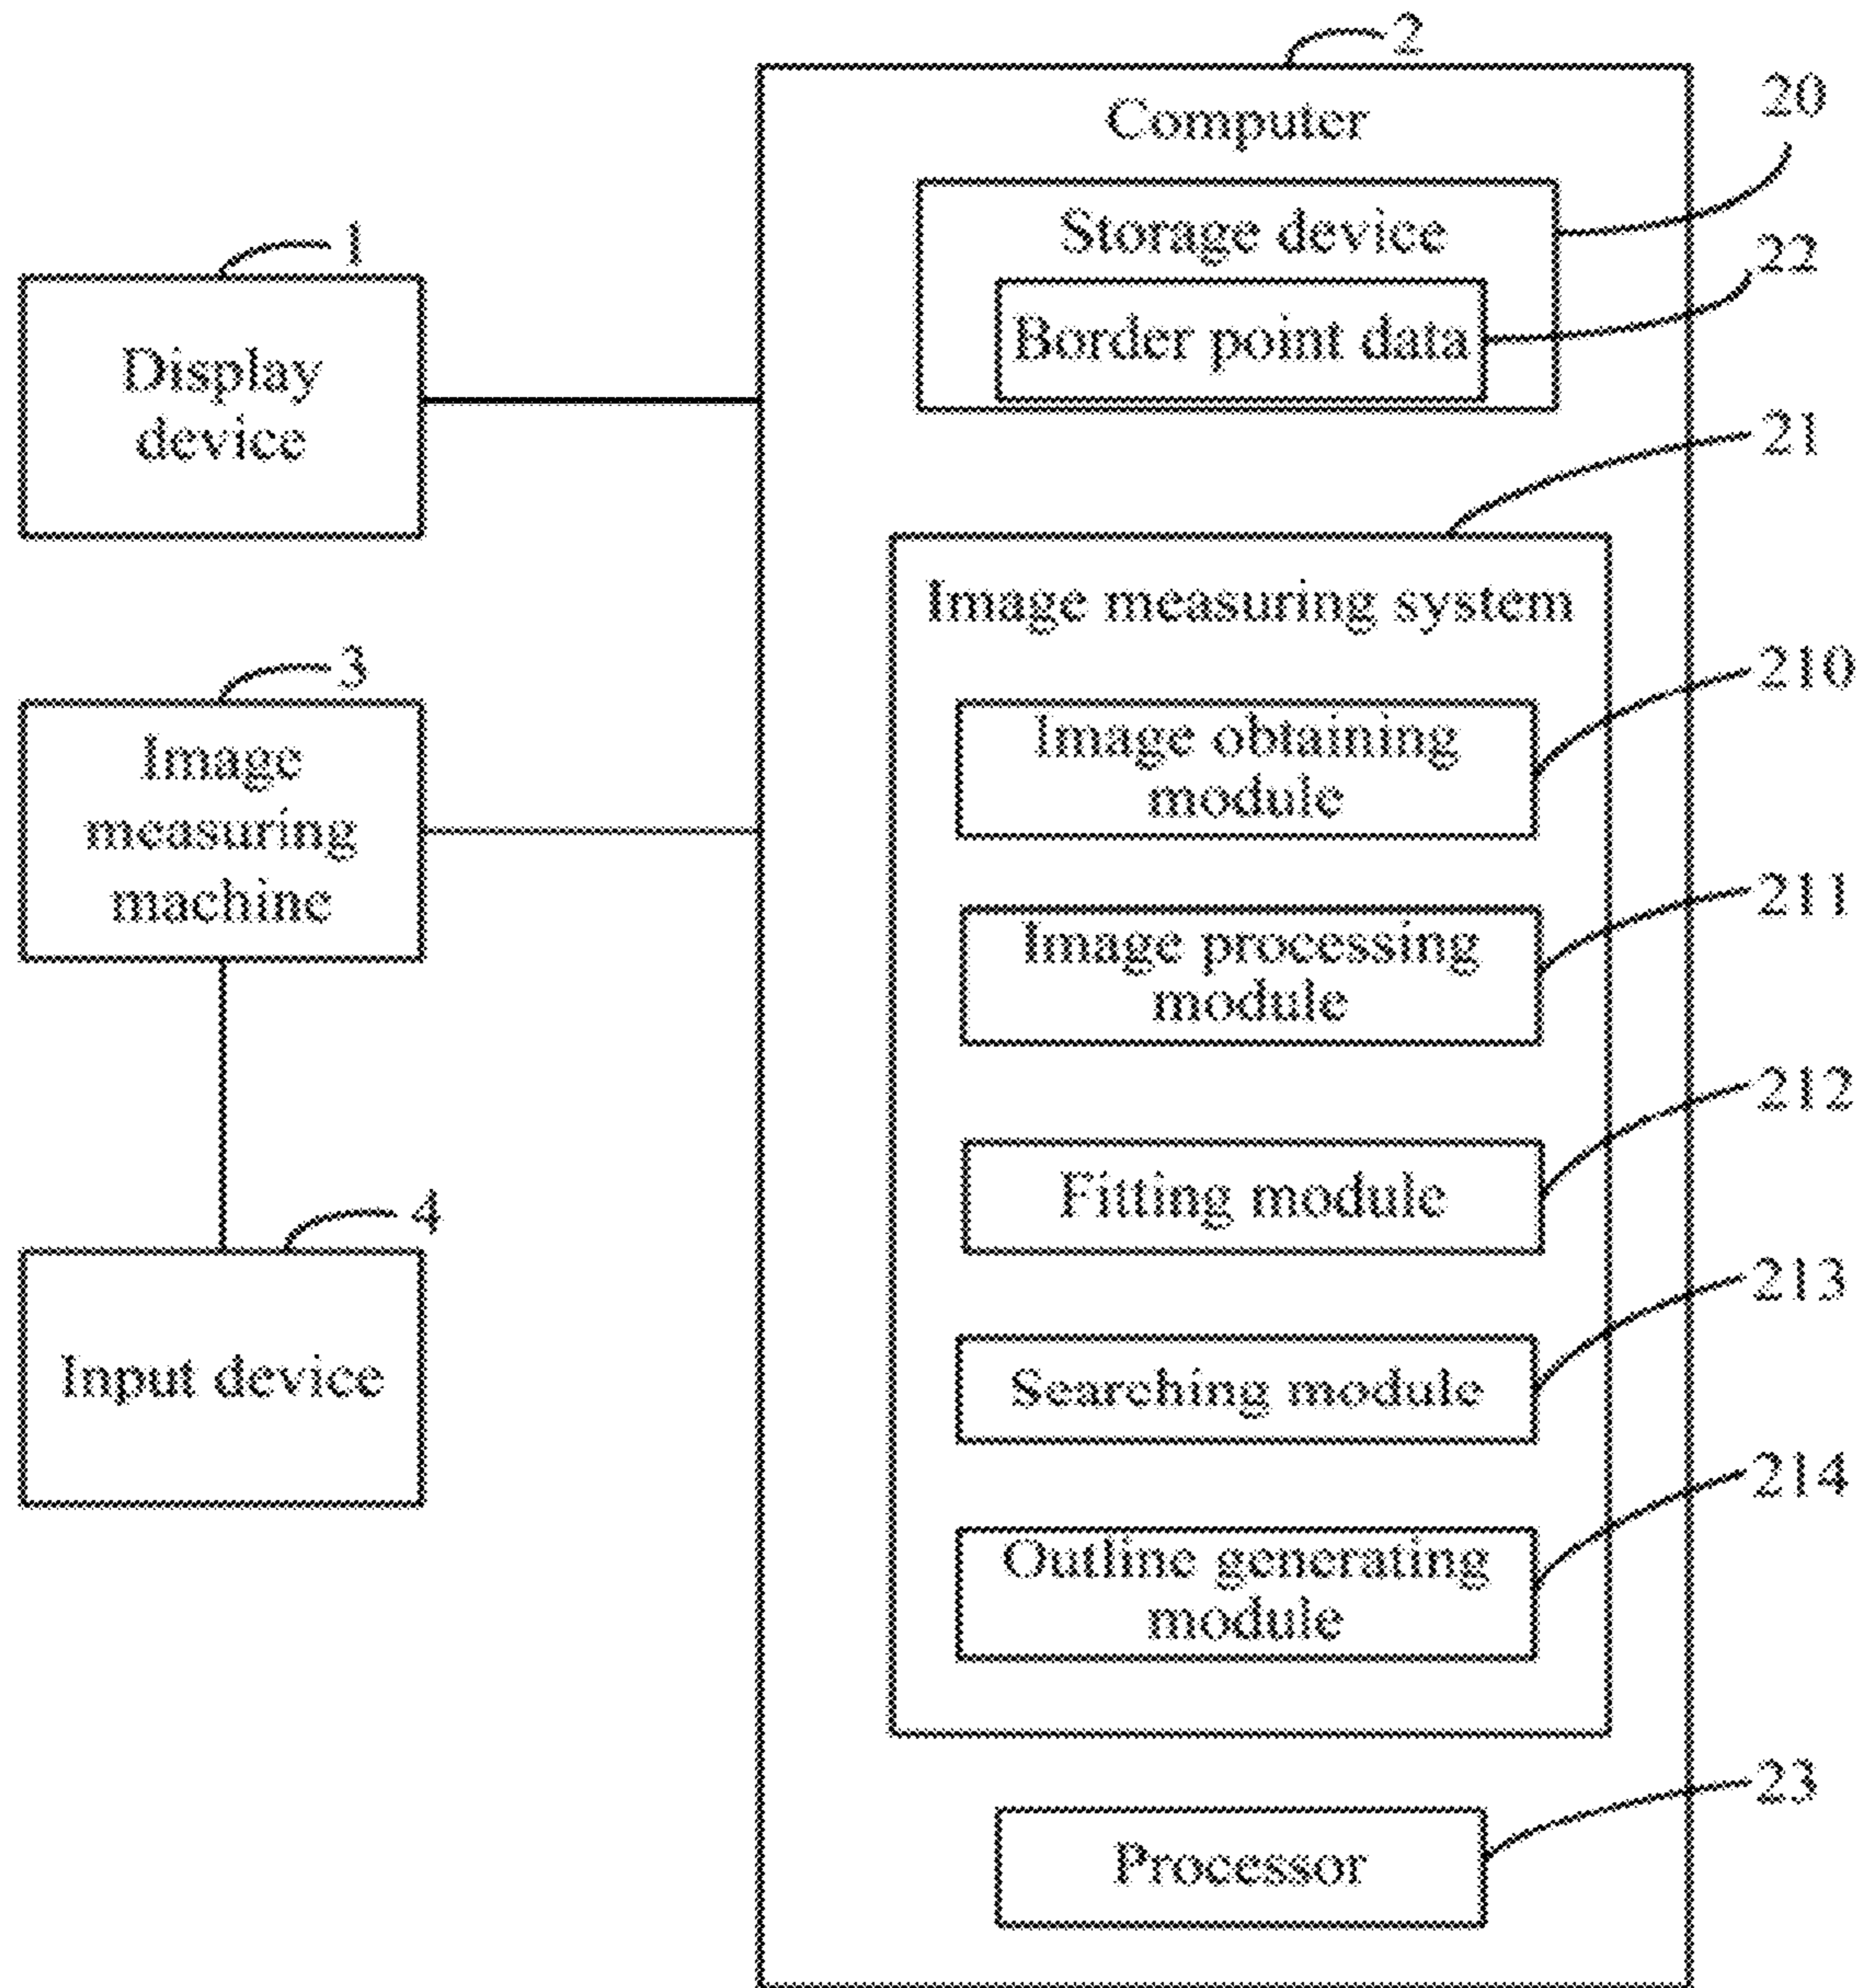 2
Computer
20
Storage device
22
Border point data
1
Display
device
21
Image measuring system
3
Image
measuring
machine
210
Image obtaining
module
211
Image processing
module
212
Fitting module
4
Input device
213
Searching module
214
Outline generating
module
23
Processor